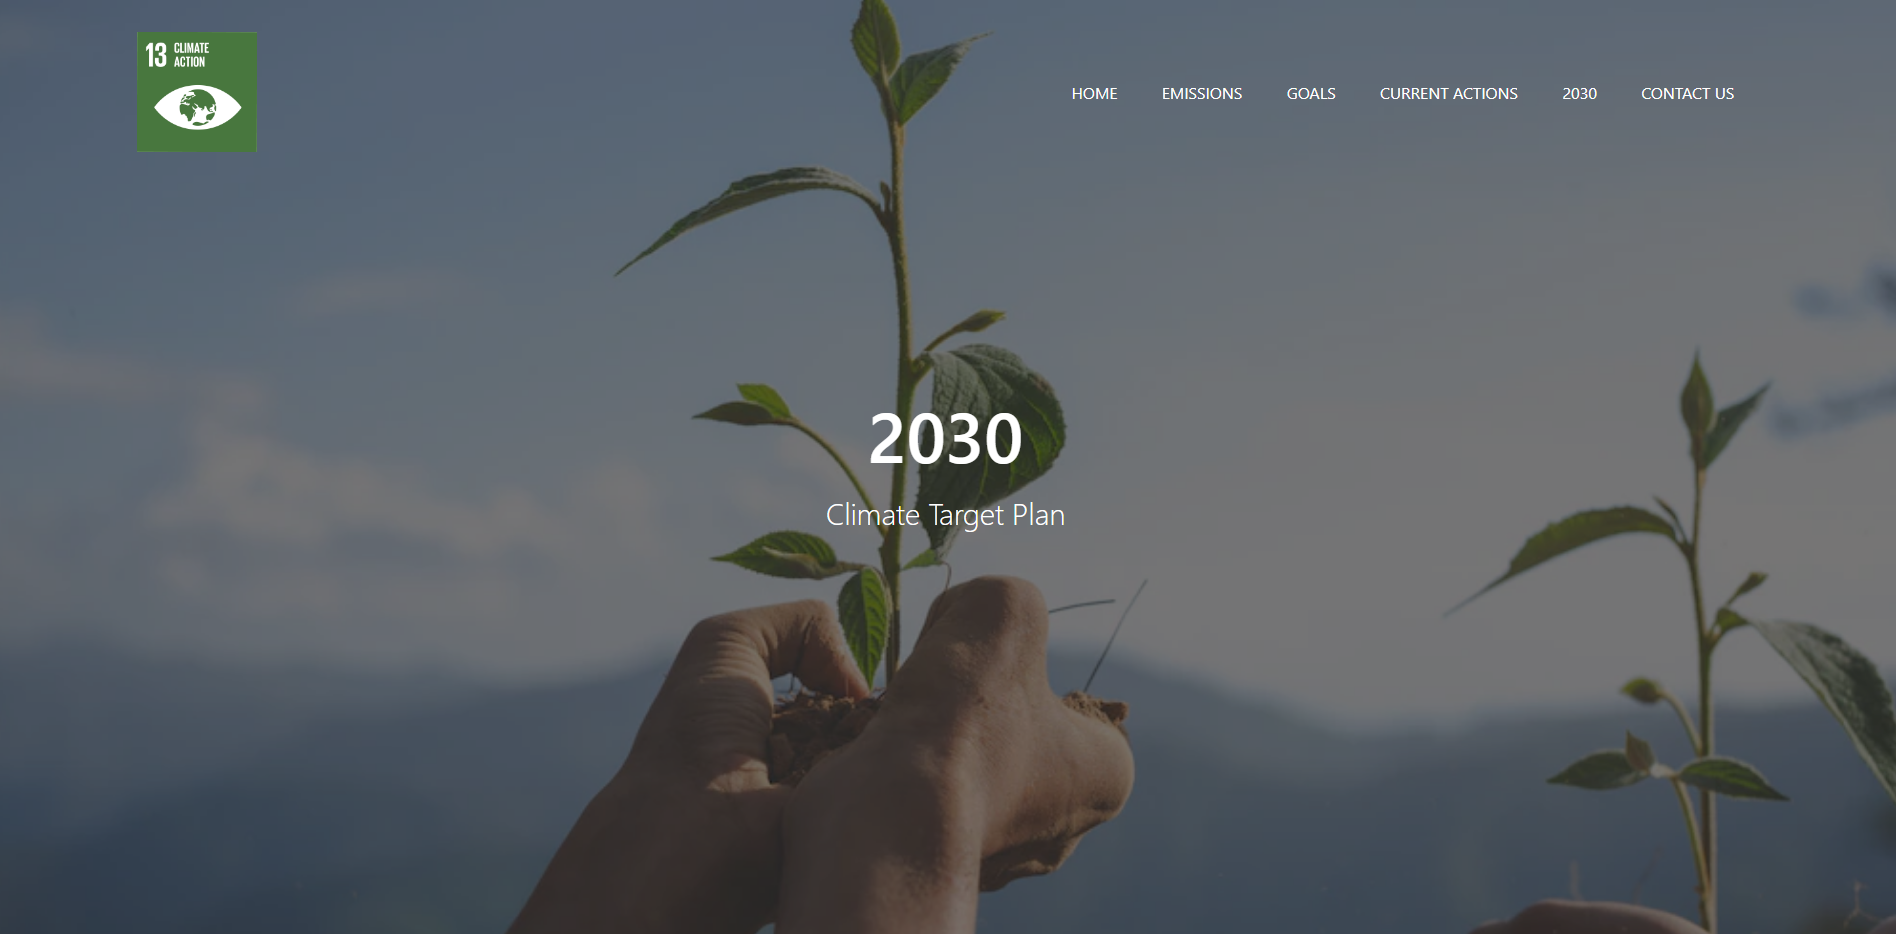 13 CLIMATE
ACTION
HOME EMISSIONS GOALS CURRENT ACTIONS 2030 CONTACT US
2030
Climate Target Plan